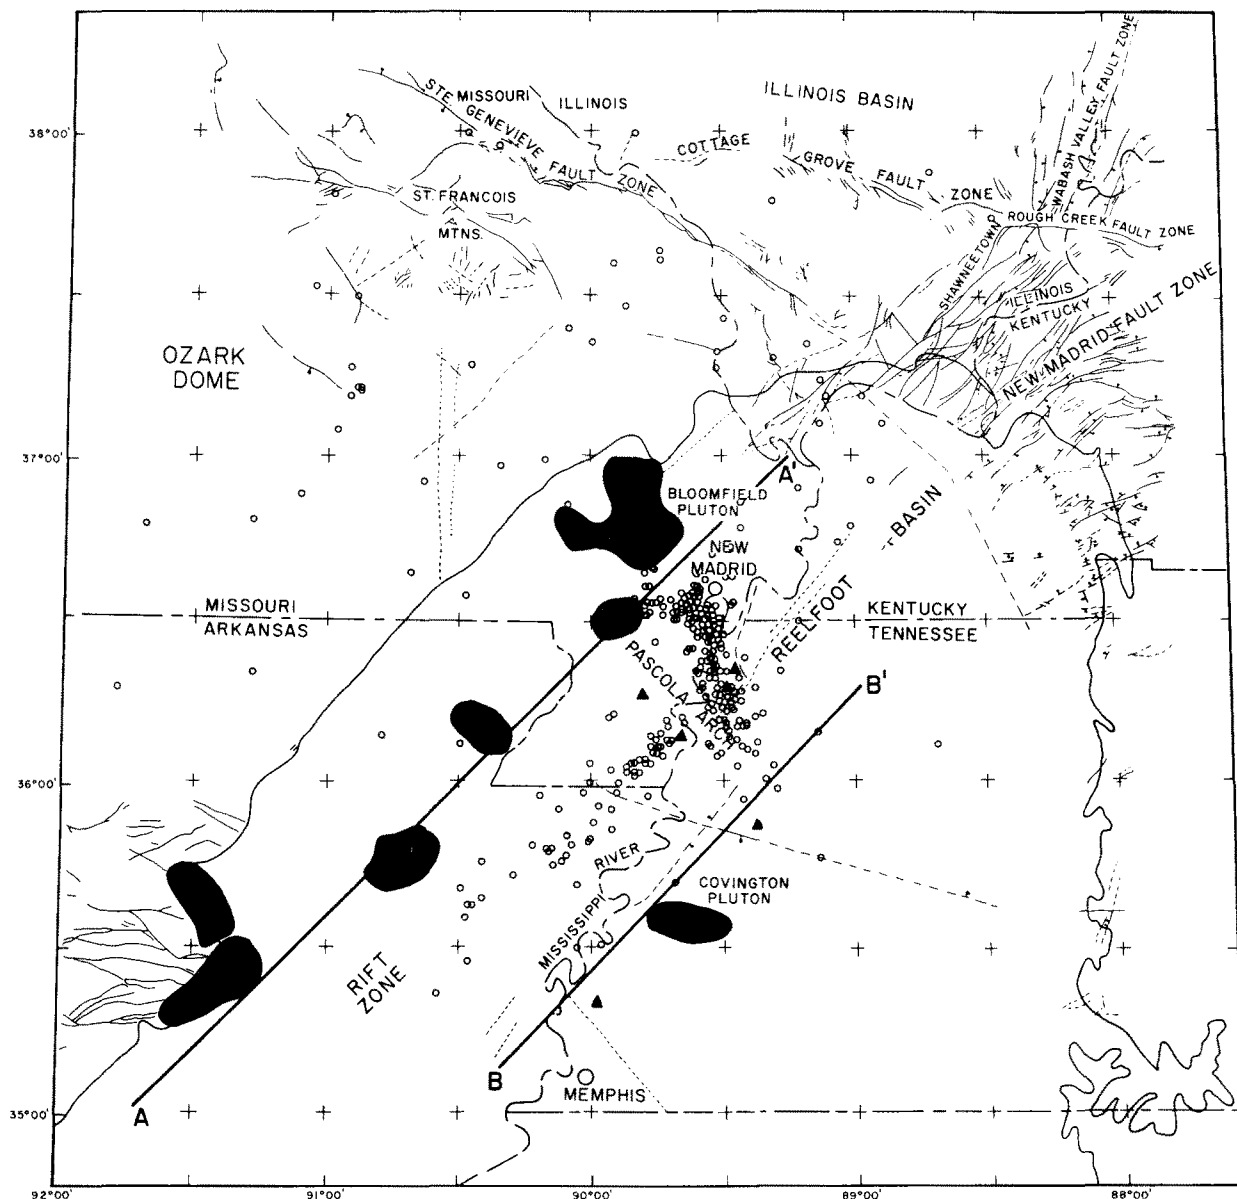 ILLINOIS BASIN
WABASH VALLEY FAULT ZONE
STE. GENEVIEVE FAULT ZONE
MISSOURI
ILLINOIS
38°00'
COTTAGE GROVE FAULT ZONE
ST. FRANCOIS
MTNS.
ROUGH CREEK FAULT ZONE
SHAWNEETOWN
ILLINOIS
KENTUCKY
NEW MADRID FAULT ZONE
OZARK
DOME
37°00'
A'
BLOOMFIELD
PLUTON
NEW
MADRID
REELFOOT BASIN
MISSOURI
ARKANSAS
KENTUCKY
TENNESSEE
PASCOLA ARCH
B'
36°00'
MISSISSIPPI RIVER
COVINGTON
PLUTON
RIFT
ZONE
B
MEMPHIS
35°00'
A
92°00'
91°00'
90°00'
89°00'
88°00'